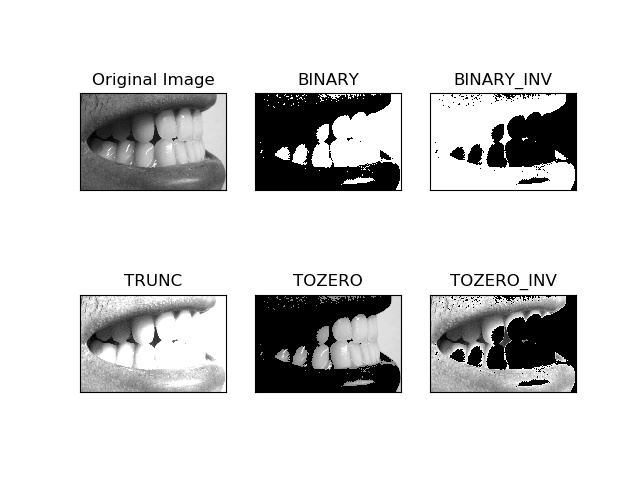 Original Image
BINARY
BINARY_INV
TRUNC
TOZERO
TOZERO_INV